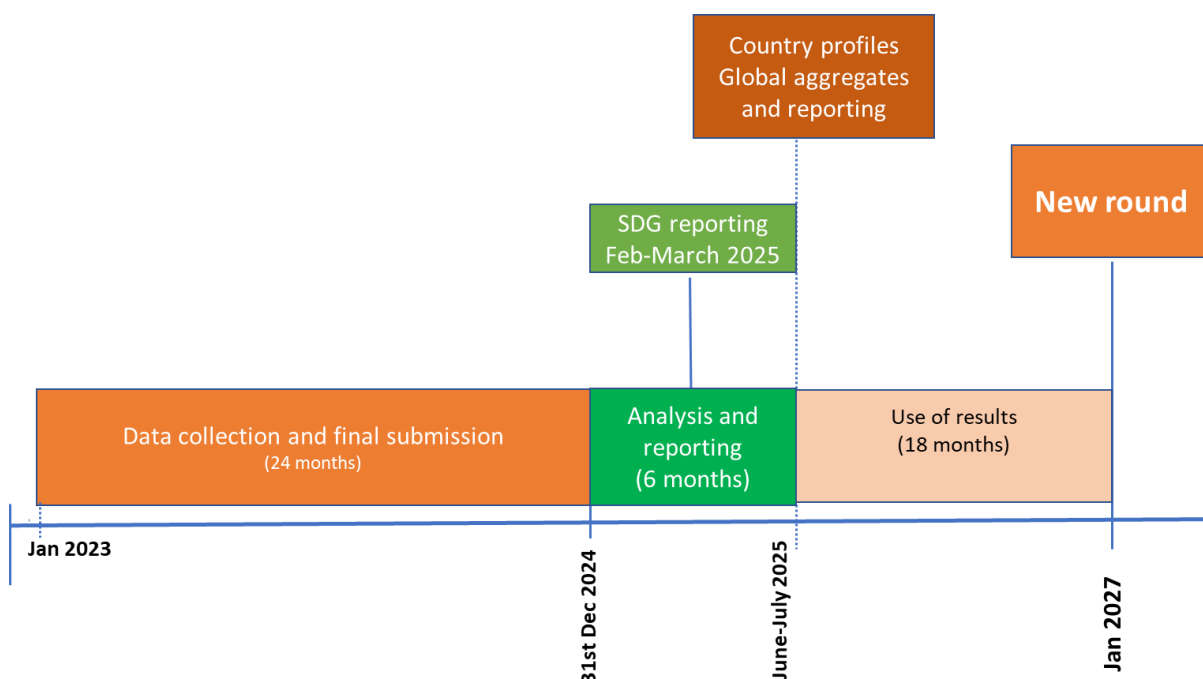 Country profiles
Global aggregates
and reporting
New round
SDG reporting
Feb-March 2025
Data collection and final submission
(24 months)
Analysis and
reporting
(6 months)
Use of results
(18 months)
Jan 2023
31st Dec 2024
June-July 2025
Jan 2027